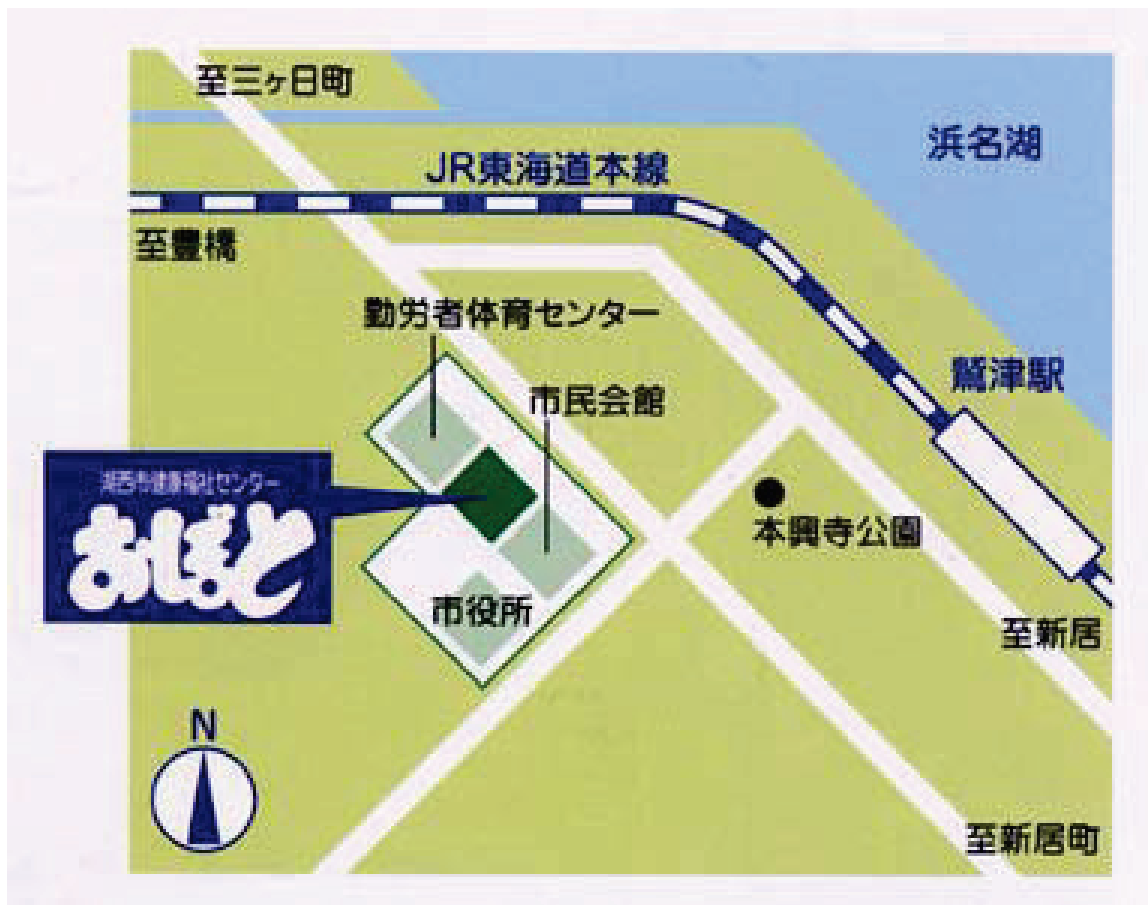 至三ヶ日町
浜名湖
JR東海道本線
至豊橋
勤労者体育センター
鷲津駅
市民会館
湖西市健康福祉センター
おぼと
本興寺公園
市役所
至新居
N
至新居町